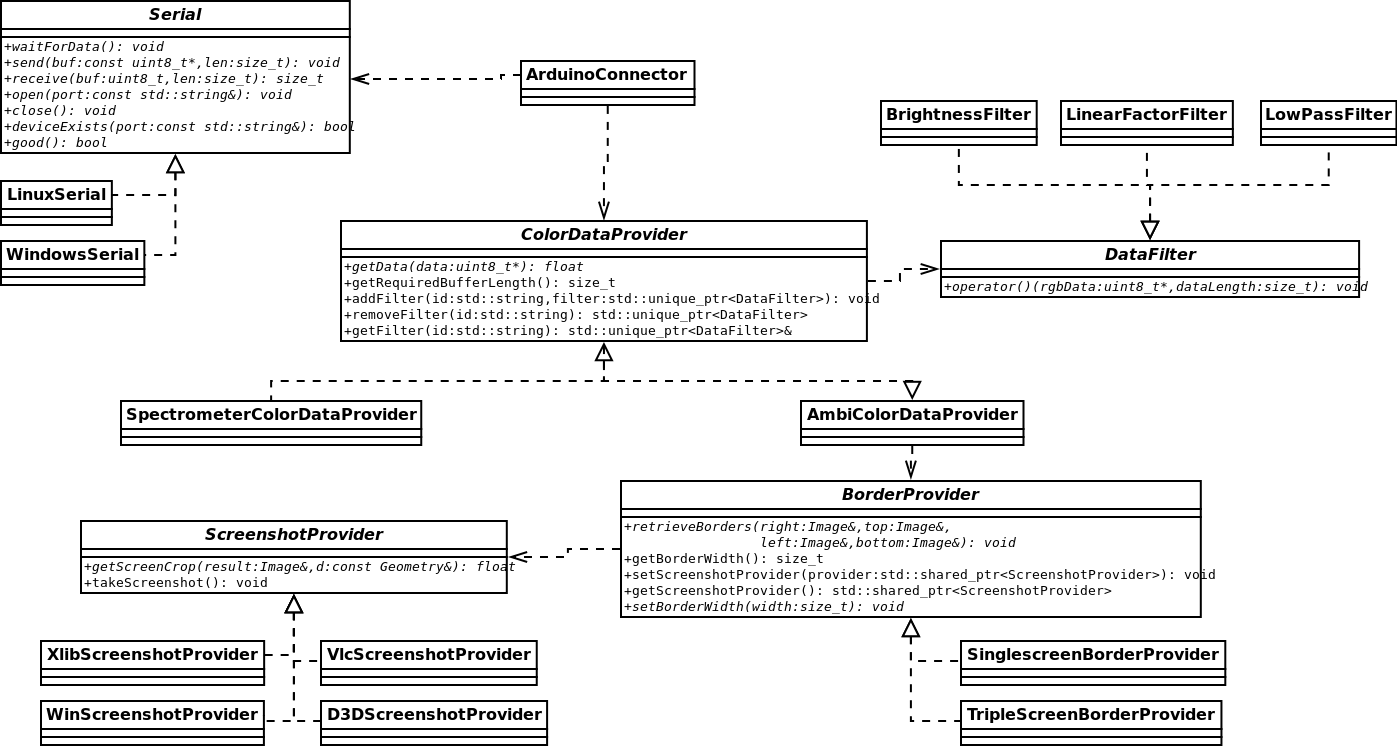 Serial
+waitForData(): void
+send(buf:const uint8_t*,len:size_t): void
+receive(buf:uint8_t,len:size_t): size_t
+open(port:const std::string&): void
+close(): void
+deviceExists(port:const std::string&): bool
+good(): bool
ArduinoConnector
BrightnessFilter
LinearFactorFilter
LowPassFilter
LinuxSerial
WindowsSerial
ColorDataProvider
+getData(data:uint8_t*): float
+getRequiredBufferLength(): size_t
+addFilter(id:std::string,filter:std::unique_ptr<DataFilter>): void
+removeFilter(id:std::string): std::unique_ptr<DataFilter>
+getFilter(id:std::string): std::unique_ptr<DataFilter>&
DataFilter
+operator()(rgbData:uint8_t*,dataLength:size_t): void
SpectrometerColorDataProvider
AmbiColorDataProvider
BorderProvider
+retrieveBorders(right:Image&,top:Image&,
left:Image&,bottom:Image&): void
+getBorderWidth(): size_t
+setScreenshotProvider(provider:std::shared_ptr<ScreenshotProvider>): void
+getScreenshotProvider(): std::shared_ptr<ScreenshotProvider>
+setBorderWidth(width:size_t): void
ScreenshotProvider
+getScreenCrop(result:Image&,d:const Geometry&): float
+takeScreenshot(): void
XlibScreenshotProvider
VlcScreenshotProvider
SinglescreenBorderProvider
WinScreenshotProvider
D3DScreenshotProvider
TripleScreenBorderProvider